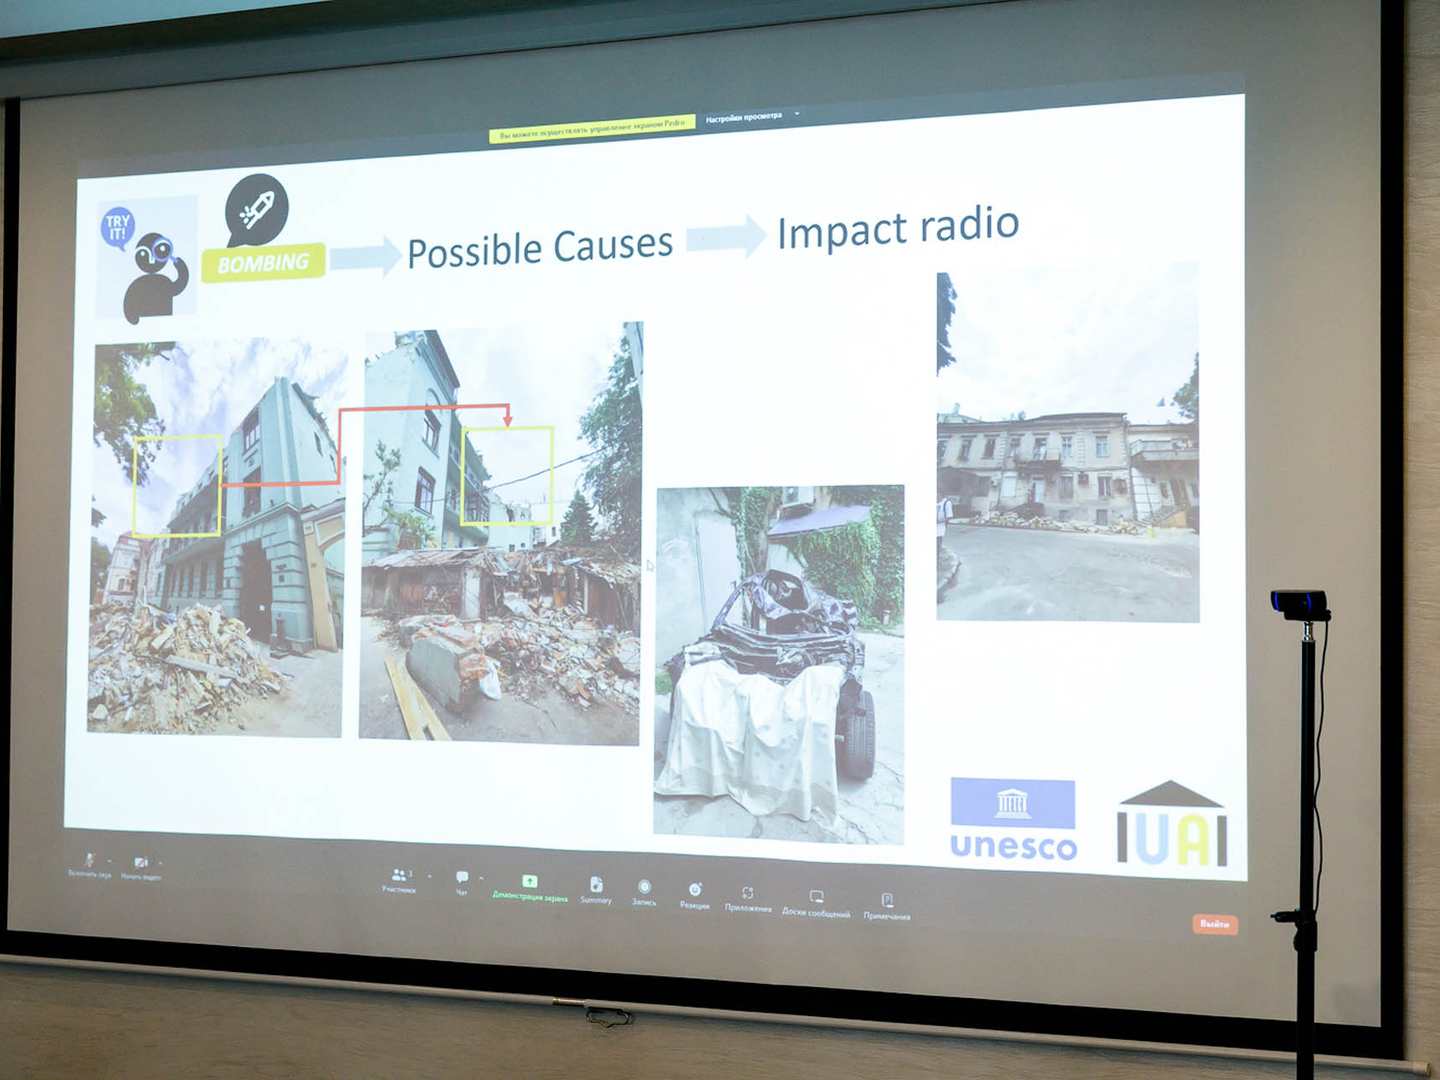 Вы можете осуществлять управление экраном Pedro
Настройки просмотра
TRY
IT!
BOMBING
Possible Causes
Impact radio
unesco
IUAI
Включить звук
Начать видео
3
Участники
Чат
Демонстрация экрана
Summary
Запись
Реакции
Приложения
Доски сообщений
Примечания
Выйти